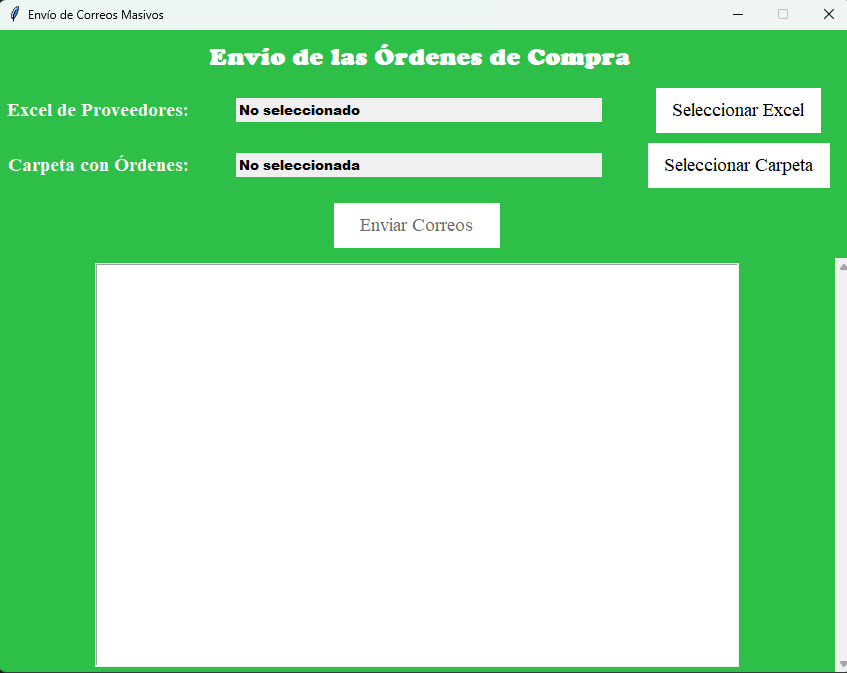 Envío de Correos Masivos
Envío de las Órdenes de Compra
Excel de Proveedores: No seleccionado Seleccionar Excel
Carpeta con Órdenes: No seleccionada Seleccionar Carpeta
Enviar Correos